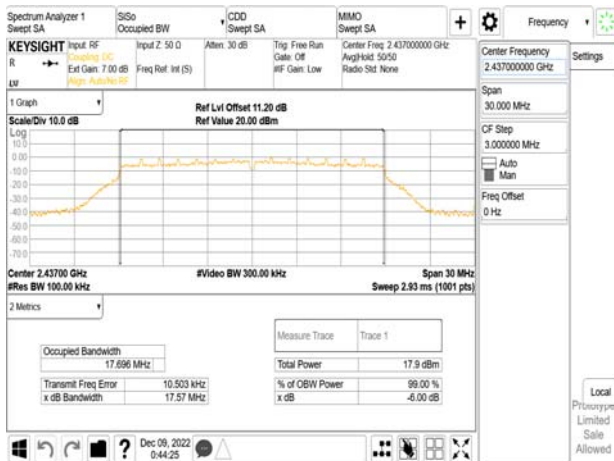 Spectrum Analyzer 1
Swept SA
SiSo
Occupied BW
CDD
Swept SA
MIMO
Swept SA
+
Frequency
KEYSIGHT
R
Input: RF
Coupling: DC
Ext Gain: 7.00 dB
Align: Auto/No RF
Input Z: 50 Ω
Freq Ref: Int (S)
Atten: 30 dB
Trig: Free Run
Gate: Off
#IF Gain: Low
Center Freq: 2.437000000 GHz
Avg|Hold: 50/50
Radio Std: None
Center Frequency
2.437000000 GHz
Settings
Span
30.000 MHz
CF Step
3.000000 MHz
Auto
Man
Freq Offset
0 Hz
1 Graph
Scale/Div 10.0 dB
Ref Lvl Offset 11.20 dB
Ref Value 20.00 dBm
Log
10.0
0.00
-10.0
-20.0
-30.0
-40.0
-50.0
-60.0
-70.0
Center 2.43700 GHz
#Res BW 100.00 kHz
#Video BW 300.00 kHz
Span 30 MHz
Sweep 2.93 ms (1001 pts)
2 Metrics
Measure Trace
Trace 1
Occupied Bandwidth
17.696 MHz
Total Power
17.9 dBm
Transmit Freq Error
10.503 kHz
% of OBW Power
99.00 %
x dB Bandwidth
17.57 MHz
x dB
-6.00 dB
Local
Prototype
Limited
Sale
Allowed
?
Dec 09, 2022
0:44:25